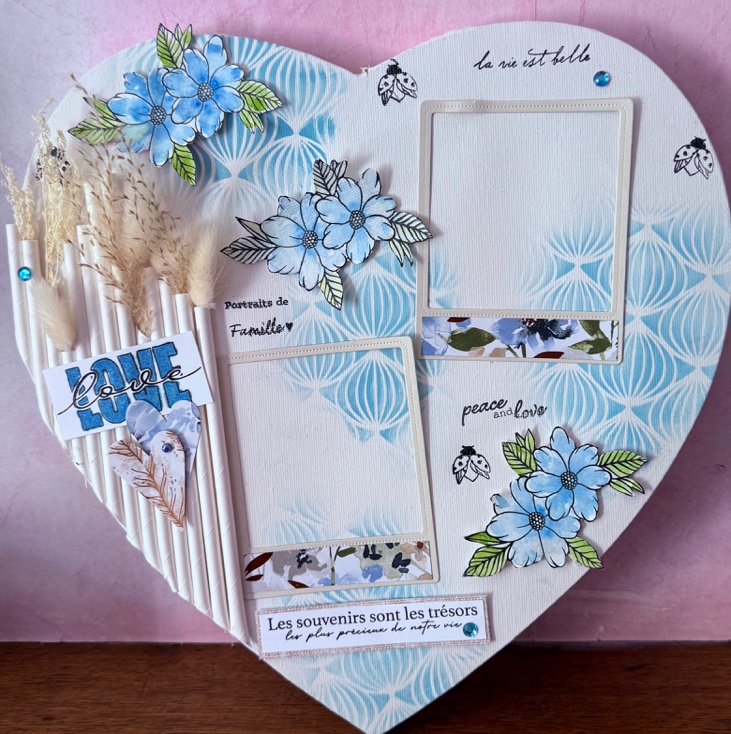 la vie est belle
Portraits de
Famille
LOVE
love
peace
and love
Les souvenirs sont les trésors
les plus précieux de notre vie